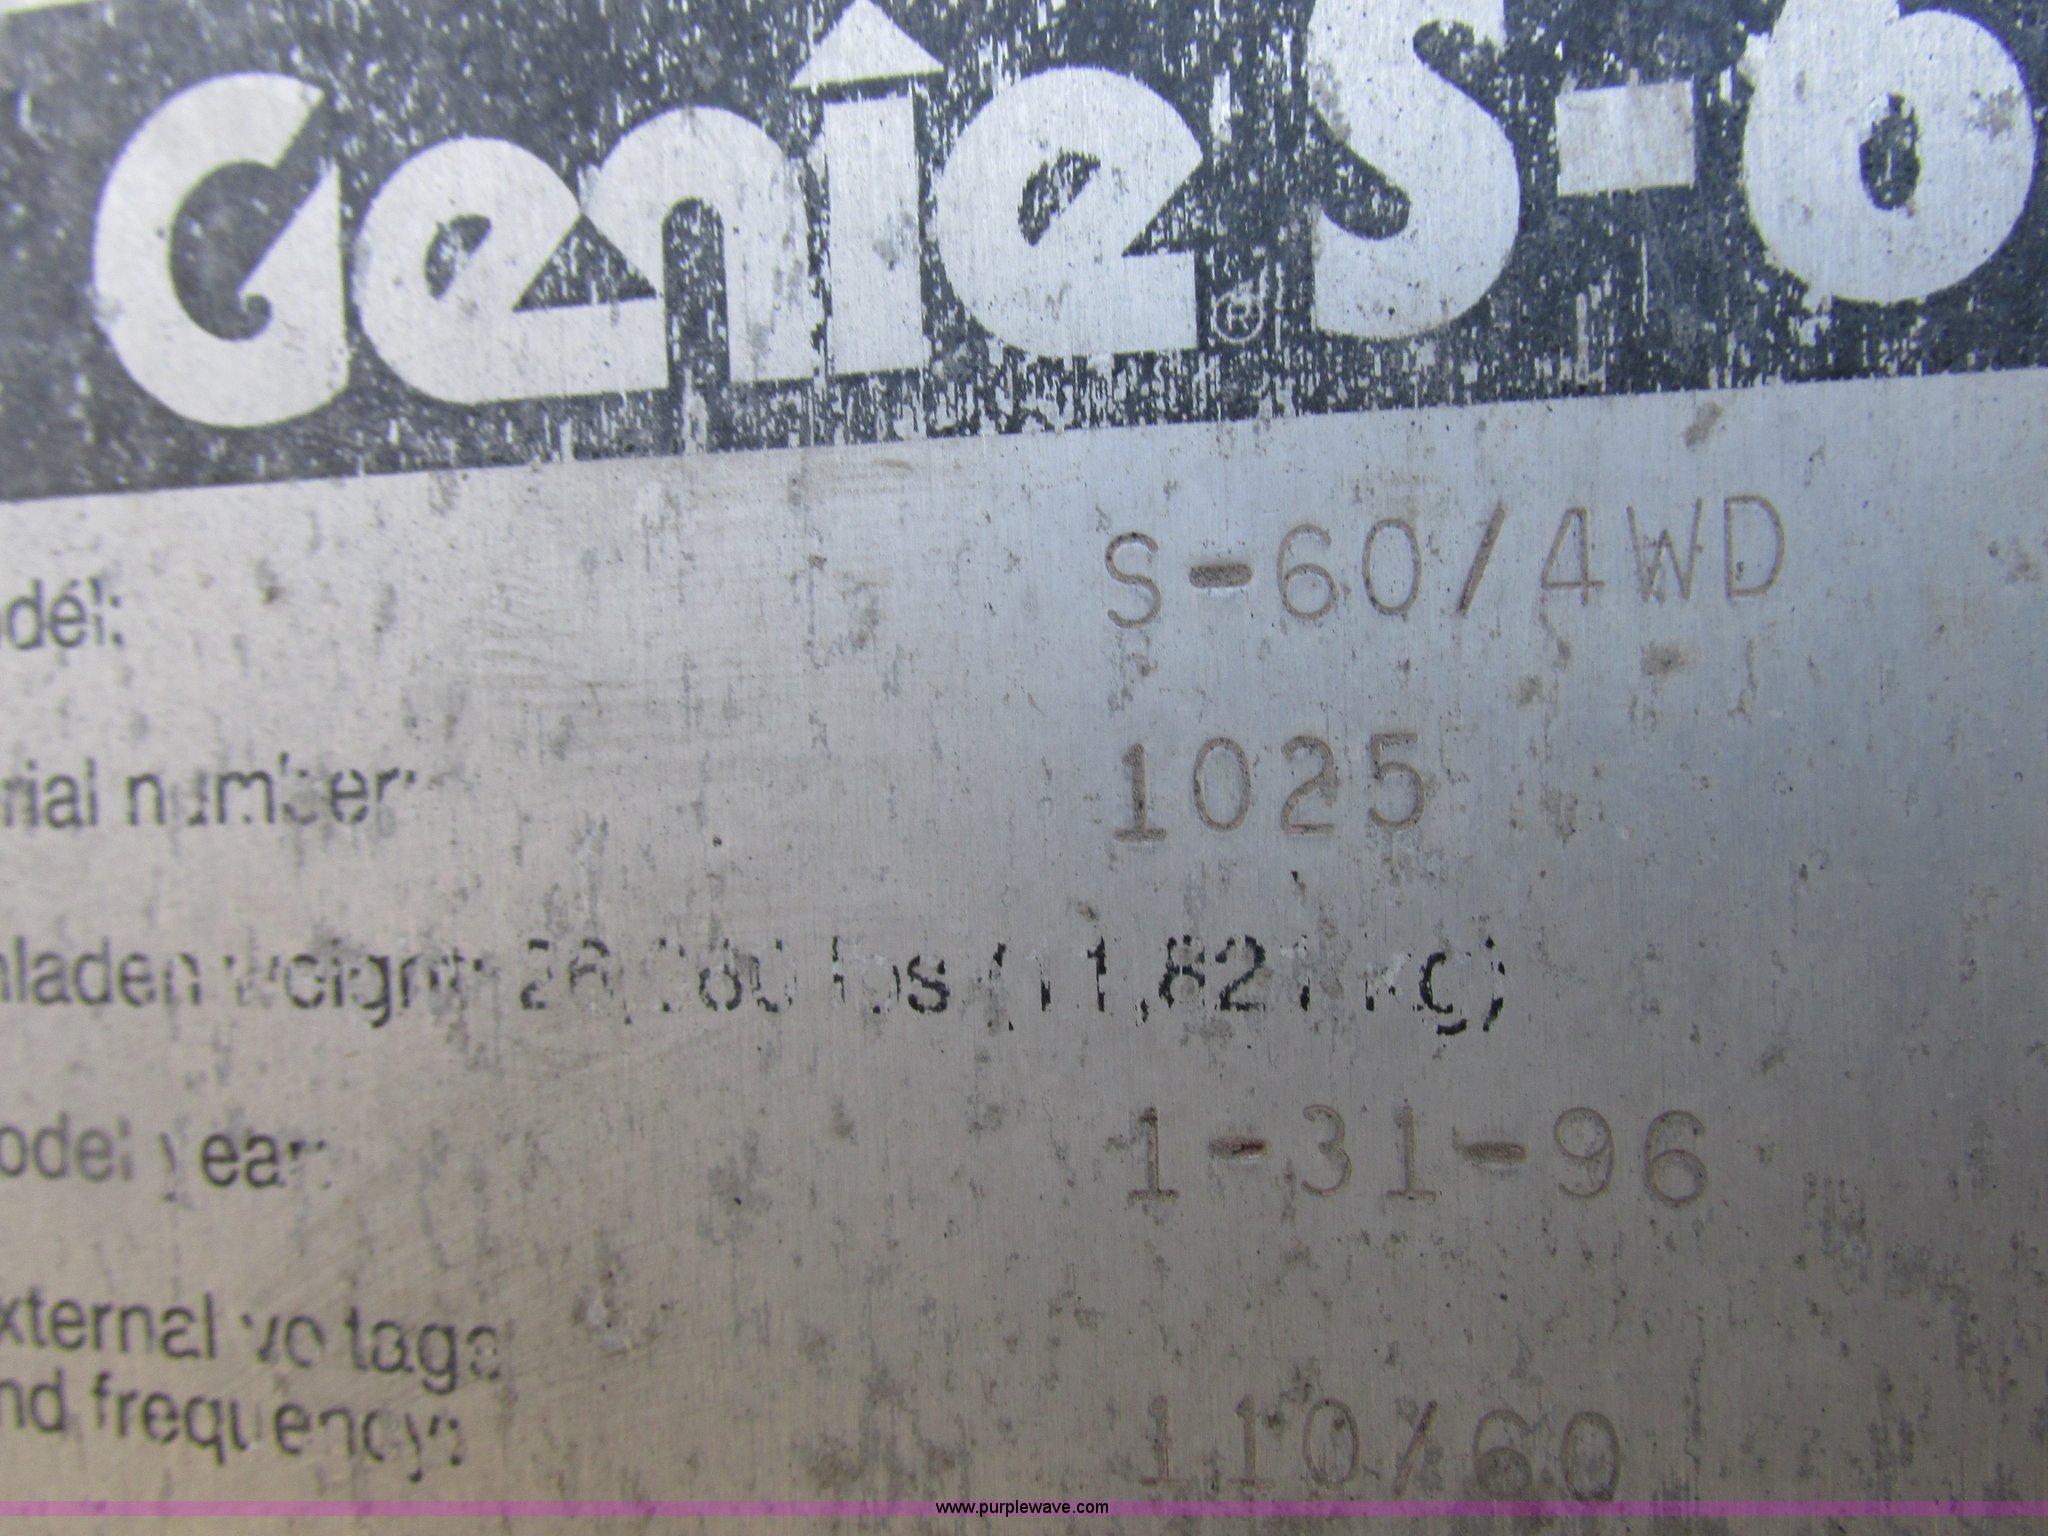 Genie® S-6
odel:
S-60/4WD
rial number:
1025
nladen weight: 26,060 lbs (11,821 kg)
odel year:
1-31-96
xternal voltage
nd frequency:
110/60
www.purplewave.com